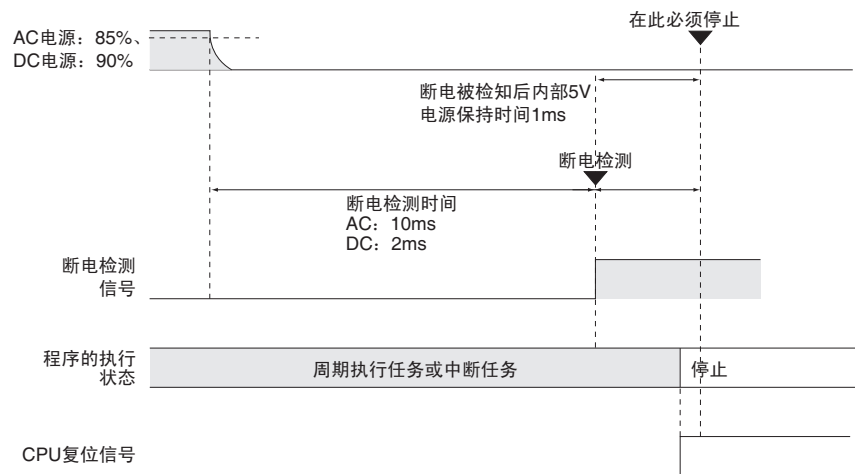 在此必须停止
AC电源：85%、
DC电源：90%
断电被检知后内部5V
电源保持时间1ms
断电检测
断电检测时间
AC：10ms
DC：2ms
断电检测
信号
程序的执行
状态
周期执行任务或中断任务
停止
CPU复位信号